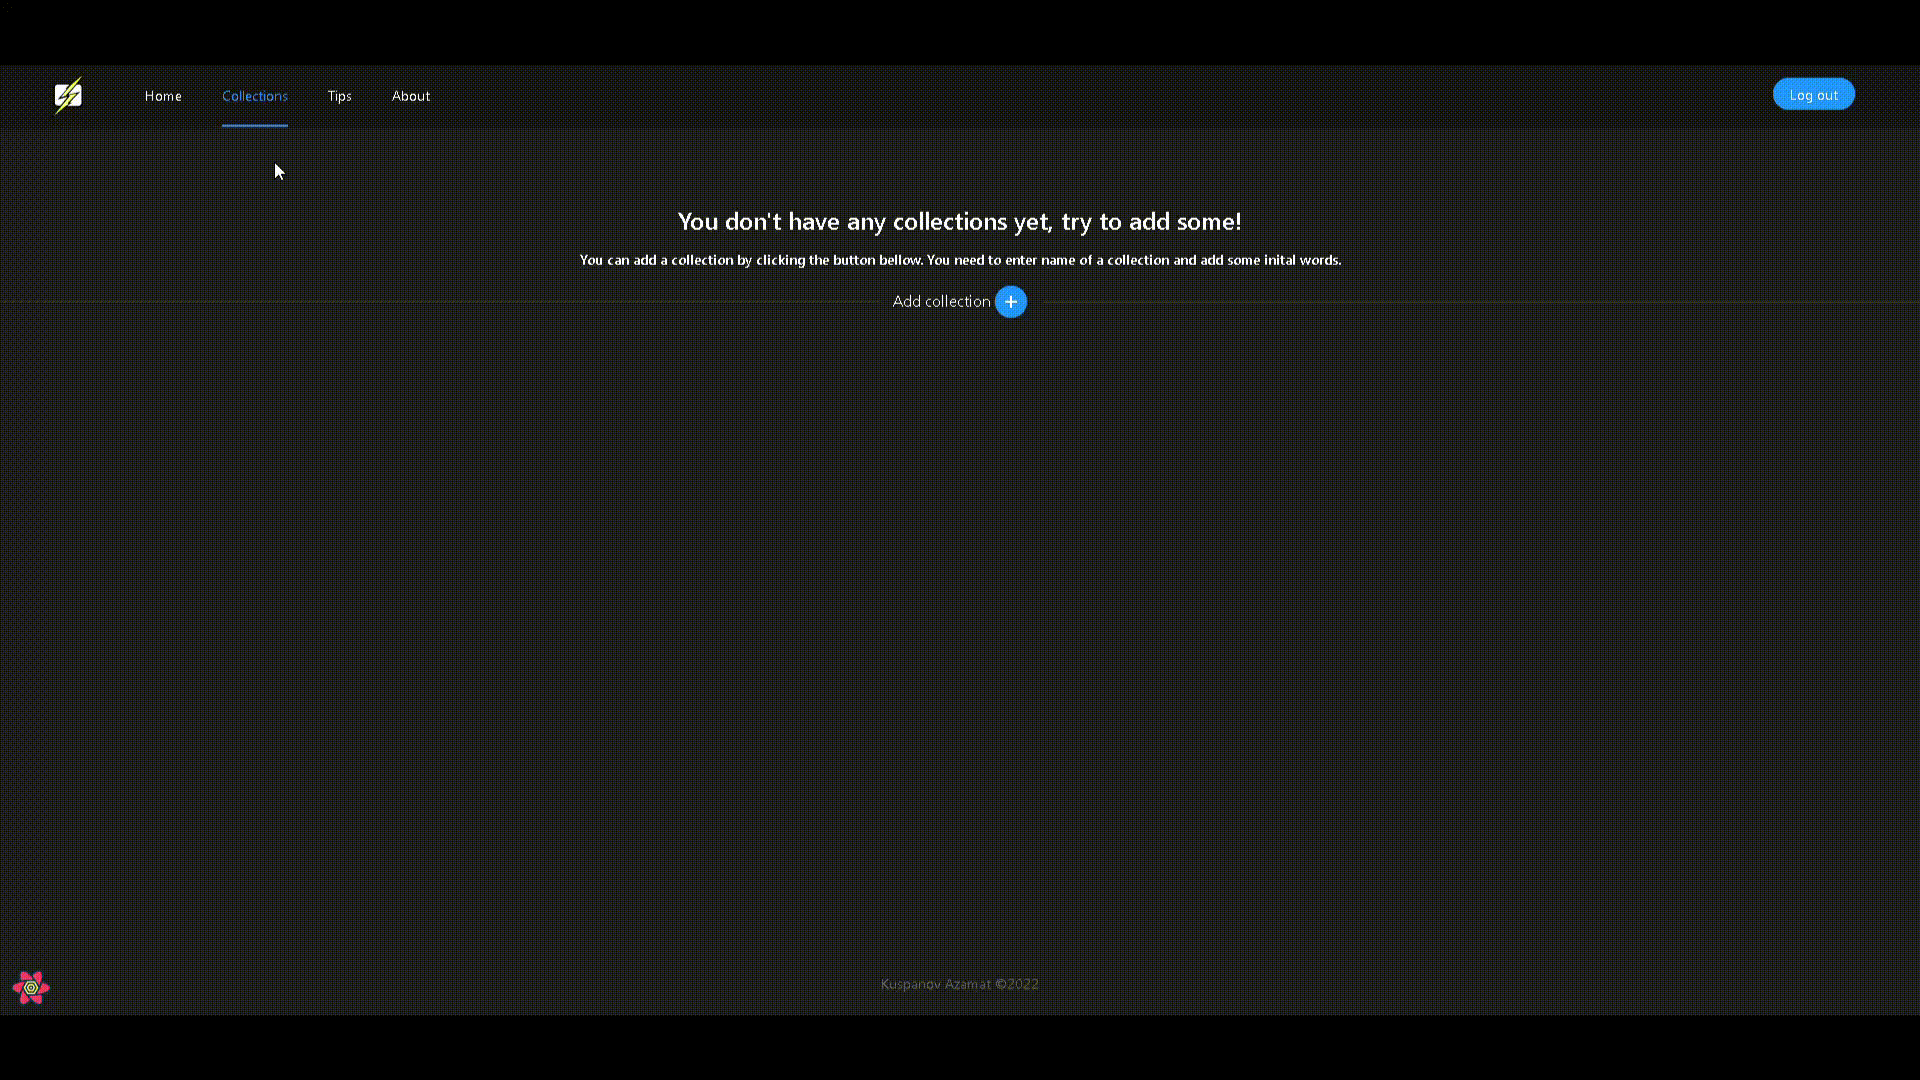 Home Collections Tips About Log out
You don't have any collections yet, try to add some!
You can add a collection by clicking the button bellow. You need to enter name of a collection and add some inital words.
Add collection
Kuspanov Azamat ©2022